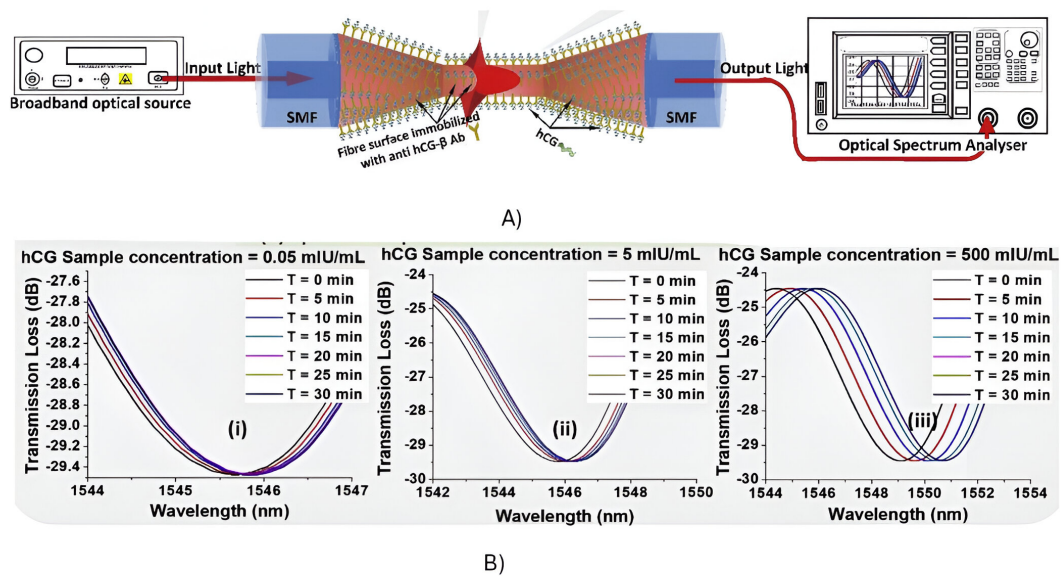 Input Light
Output Light
Broadband optical source
SMF
SMF
Fibre surface immobilized
with anti hCG-β Ab
hCG
Optical Spectrum Analyser
A)
hCG Sample concentration = 0.05 mIU/mL
-27.6
-27.8
-28.0
-28.2
-28.4
-28.6
-28.8
-29.0
-29.2
-29.4
Transmission Loss (dB)
T = 0 min
T = 5 min
T = 10 min
T = 15 min
T = 20 min
T = 25 min
T = 30 min
(i)
1544 1545 1546 1547
Wavelength (nm)
hCG Sample concentration = 5 mIU/mL
-24
-25
-26
-27
-28
-29
-30
Transmission Loss (dB)
T = 0 min
T = 5 min
T = 10 min
T = 15 min
T = 20 min
T = 25 min
T = 30 min
(ii)
1542 1544 1546 1548 1550
Wavelength (nm)
hCG Sample concentration = 500 mIU/mL
-24
-25
-26
-27
-28
-29
-30
Transmission Loss (dB)
T = 0 min
T = 5 min
T = 10 min
T = 15 min
T = 20 min
T = 25 min
T = 30 min
(iii)
1544 1546 1548 1550 1552 1554
Wavelength (nm)
B)